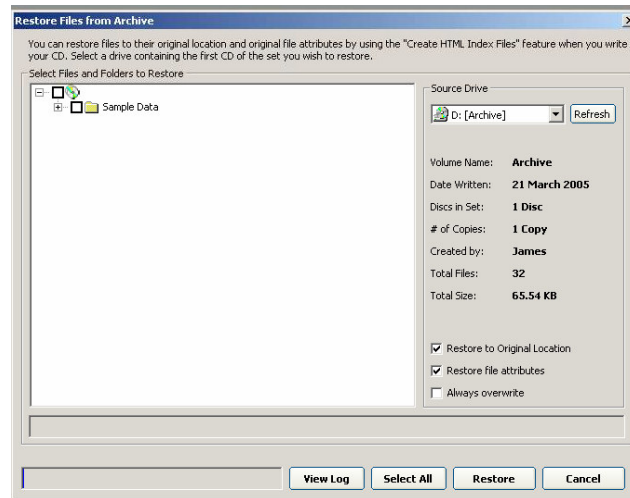 Restore Files from Archive
You can restore files to their original location and original file attributes by using the "Create HTML Index Files" feature when you write
your CD. Select a drive containing the first CD of the set you wish to restore.
Select Files and Folders to Restore
Sample Data
Source Drive
D: [Archive]
Refresh
Volume Name: Archive
Date Written: 21 March 2005
Discs in Set: 1 Disc
# of Copies: 1 Copy
Created by: James
Total Files: 32
Total Size: 65.54 KB
Restore to Original Location
Restore file attributes
Always overwrite
View Log Select All Restore Cancel